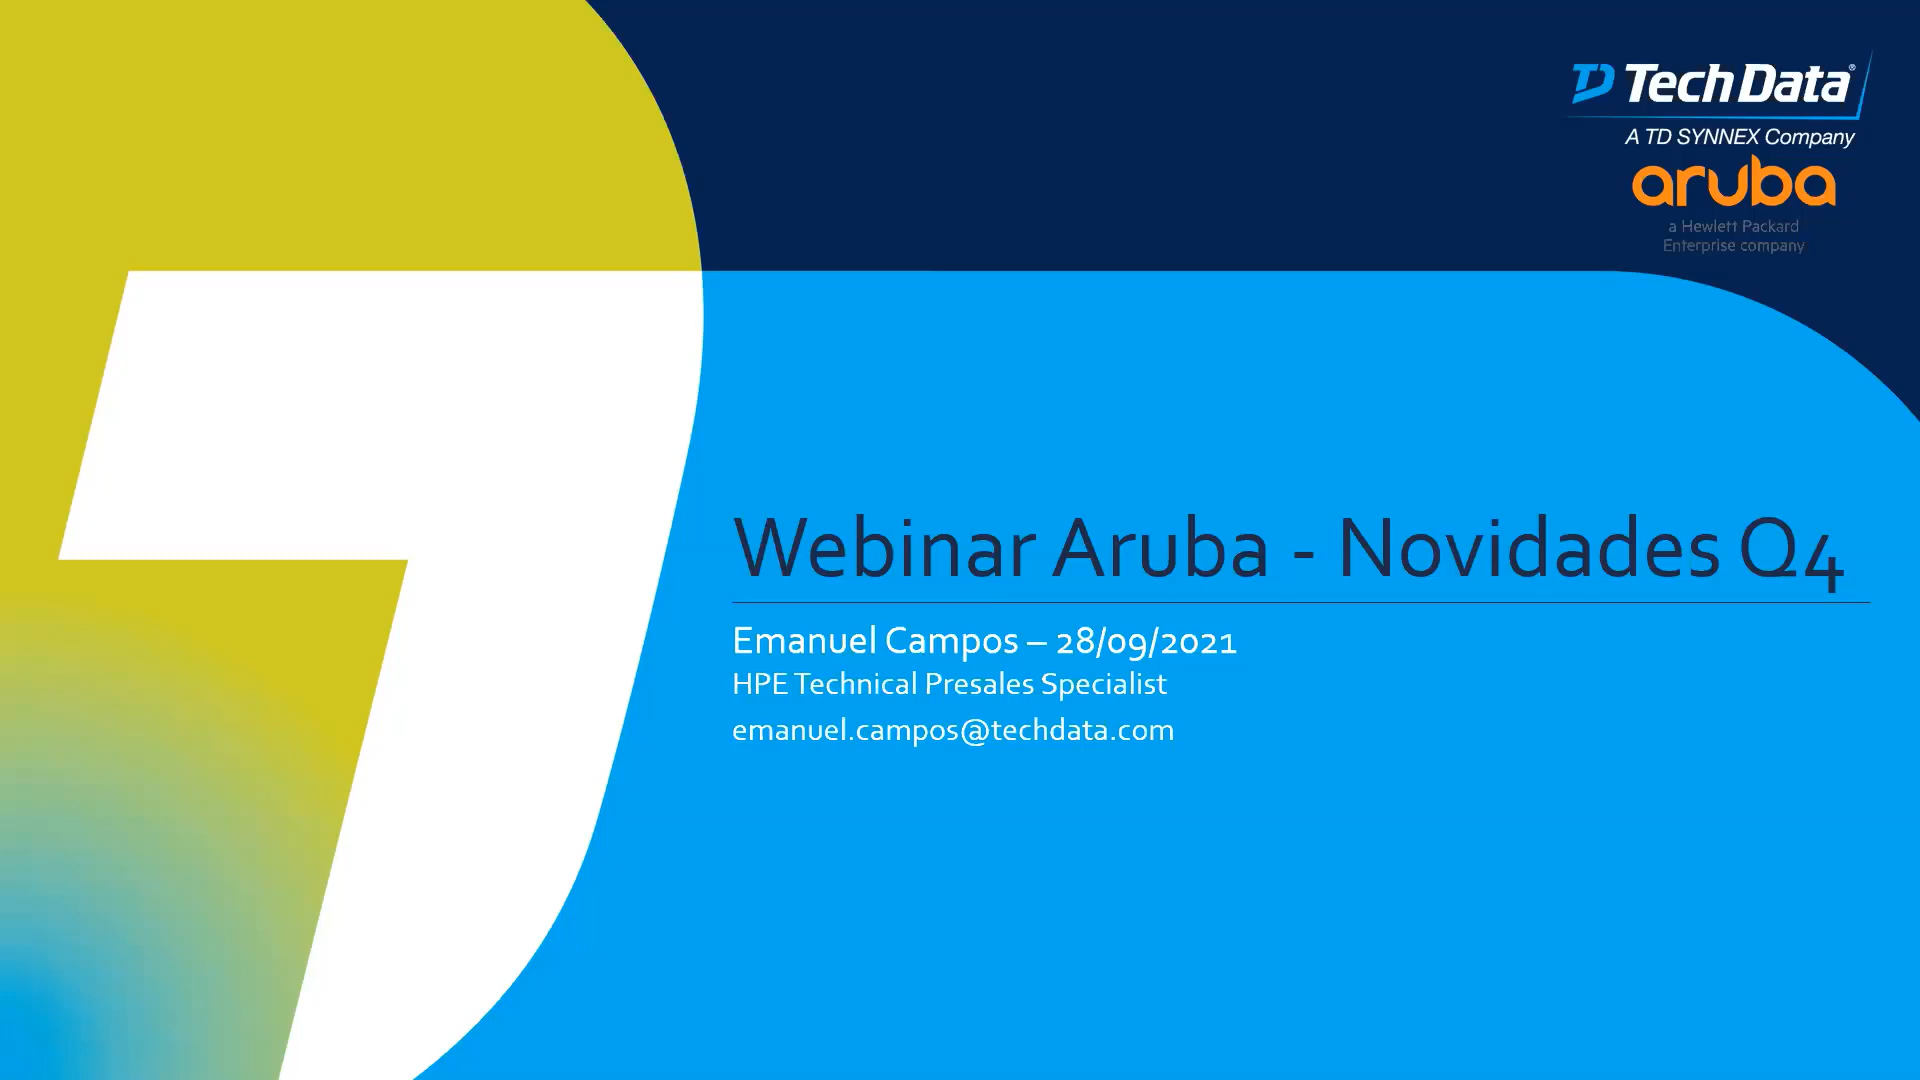 TechData®
A TD SYNNEX Company
aruba
a Hewlett Packard
Enterprise company
Webinar Aruba - Novidades Q4
Emanuel Campos – 28/09/2021
HPE Technical Presales Specialist
emanuel.campos@techdata.com